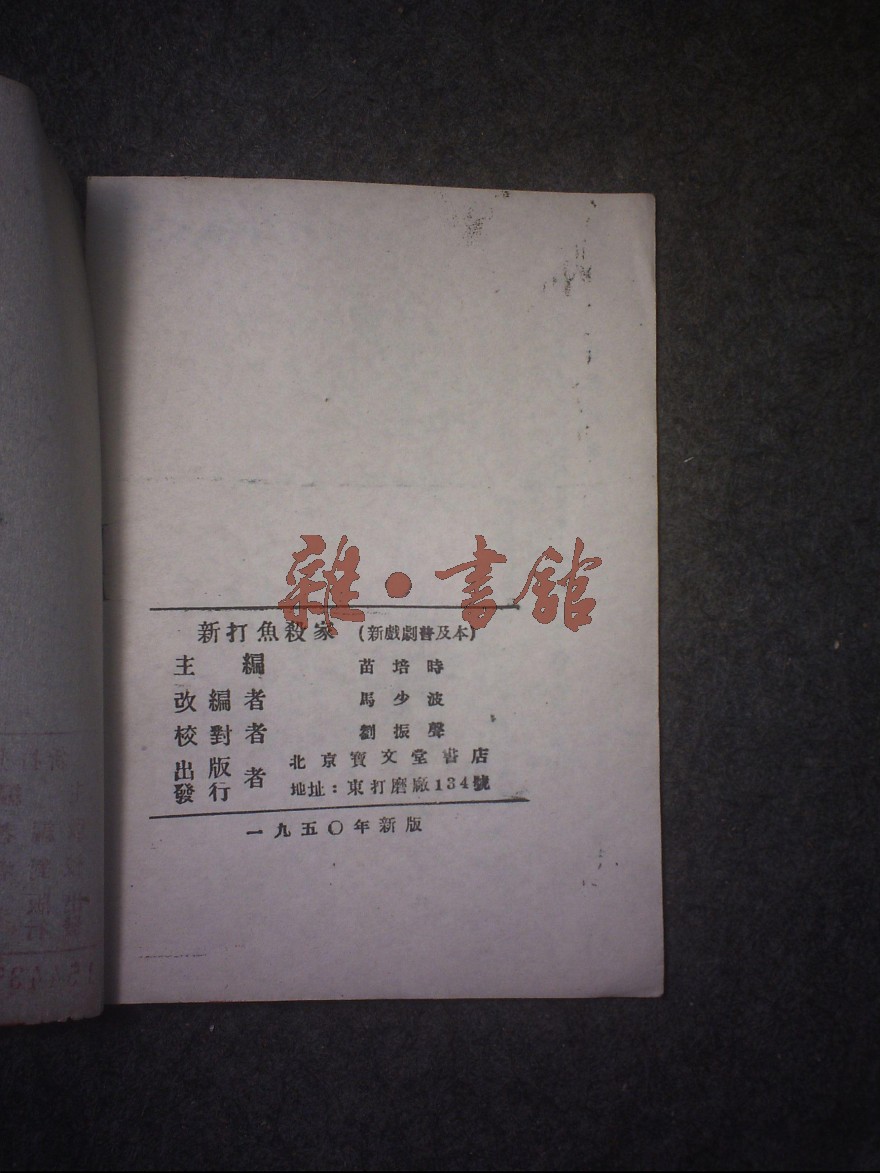 雜·書館
新打魚殺家 (新戲劇普及本)
主編 苗培時
改編者 馬少波
校對者 劉振聲
出版發行者 北京寶文堂書店
地址：東打磨廠134號
一九五〇年新版